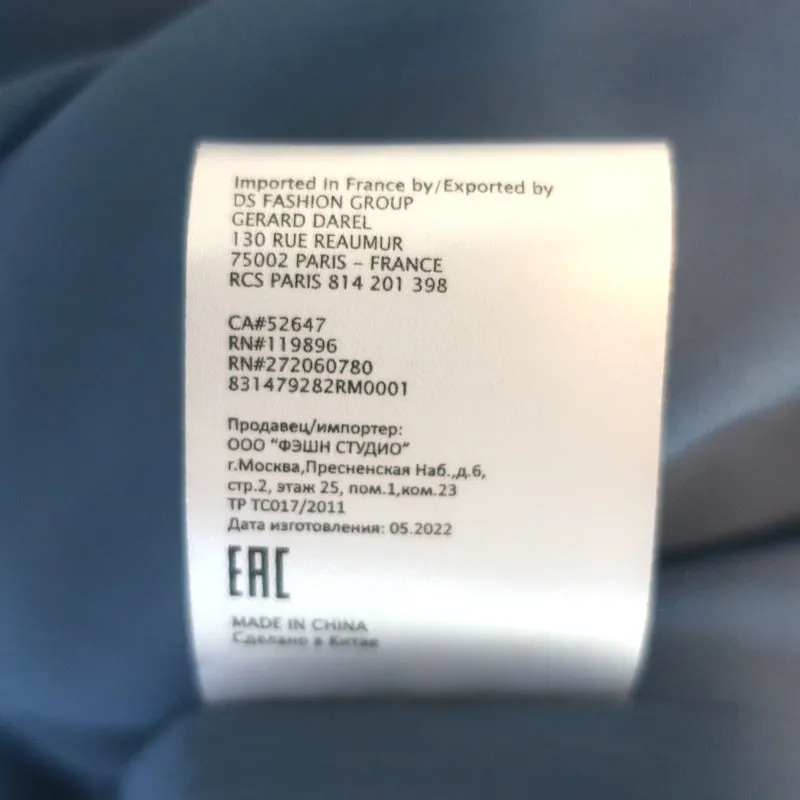 Imported in France by/Exported by
DS FASHION GROUP
GERARD DAREL
130 RUE REAUMUR
75002 PARIS – FRANCE
RCS PARIS 814 201 398
CA#52647
RN#119896
RN#272060780
831479282RM0001
Продавец/импортер:
ООО "ФЭШН СТУДИО"
г.Москва,Пресненская Наб.,д.6,
стр.2, этаж 25, пом.1,ком.23
ТР ТС017/2011
Дата изготовления: 05.2022
EAC
MADE IN CHINA
Сделано в Китае